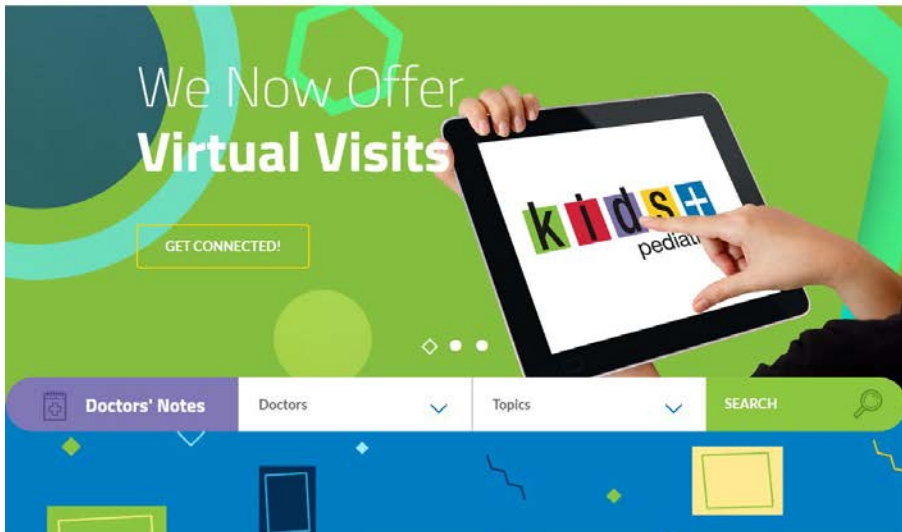 We Now Offer
Virtual Visits
GET CONNECTED!
kids+
Doctors' Notes
Doctors
Topics
SEARCH